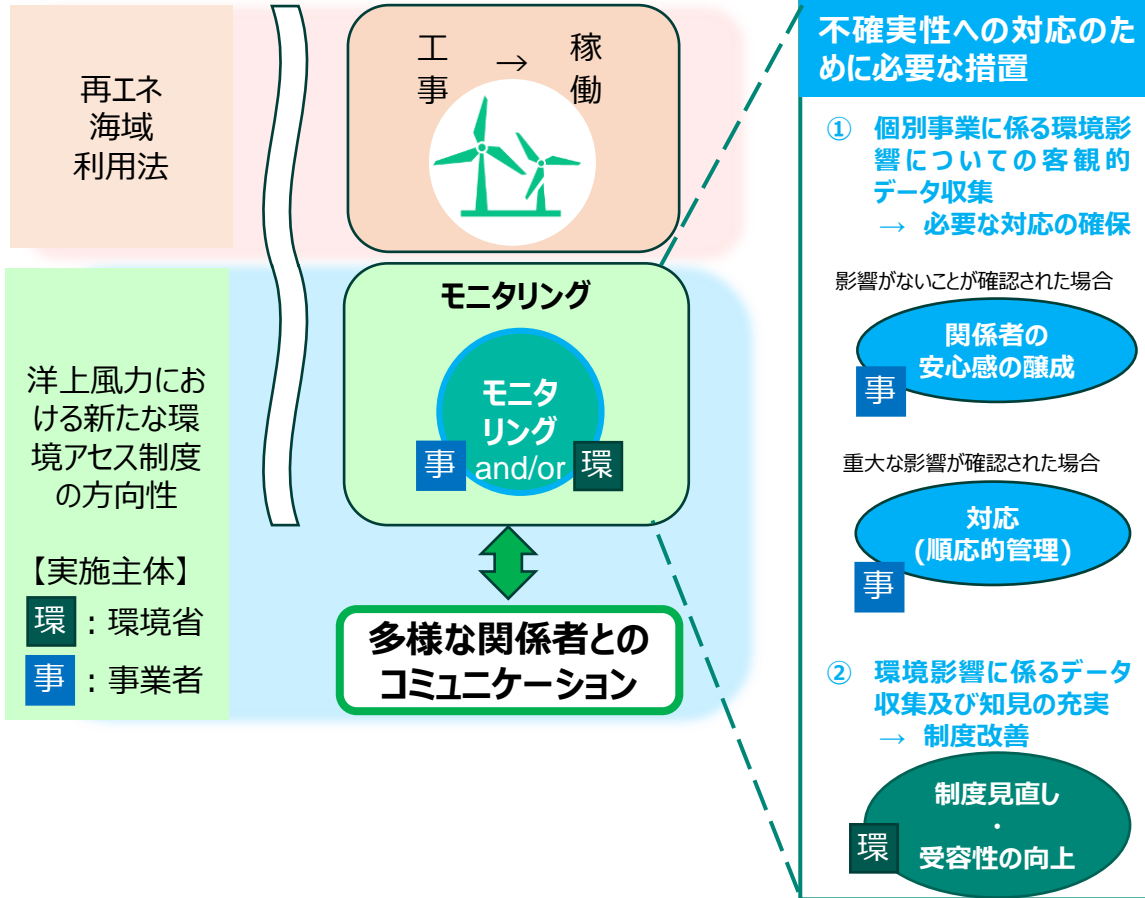 再エネ
海域
利用法
工事 → 稼働
洋上風力にお
ける新たな環
境アセス制度
の方向性
【実施主体】
環：環境省
事：事業者
モニタリング
モニタ
リング
事 and/or 環
多様な関係者との
コミュニケーション
不確実性への対応のた
めに必要な措置
① 個別事業に係る環境影
響についての客観的
データ収集
→ 必要な対応の確保
影響がないことが確認された場合
関係者の
安心感の醸成
事
重大な影響が確認された場合
対応
(順応的管理)
事
② 環境影響に係るデータ
収集及び知見の充実
→ 制度改善
制度見直し
・
受容性の向上
環